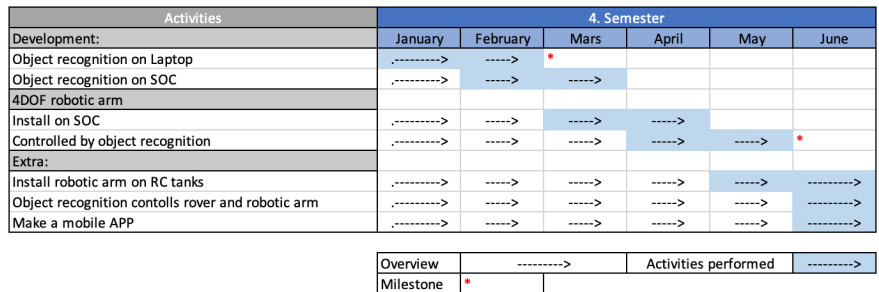 Activities 4. Semester
Development: January February Mars April May June
Object recognition on Laptop .---------> -----> *
Object recognition on SOC .---------> -----> ----->
4DOF robotic arm
Install on SOC .---------> -----> -----> ----->
Controlled by object recognition .---------> -----> -----> -----> -----> *
Extra:
Install robotic arm on RC tanks .---------> -----> -----> -----> -----> --------->
Object recognition contolls rover and robotic arm .---------> -----> -----> -----> -----> --------->
Make a mobile APP .---------> -----> -----> -----> -----> --------->
Overview ---------> Activities performed --------->
Milestone *